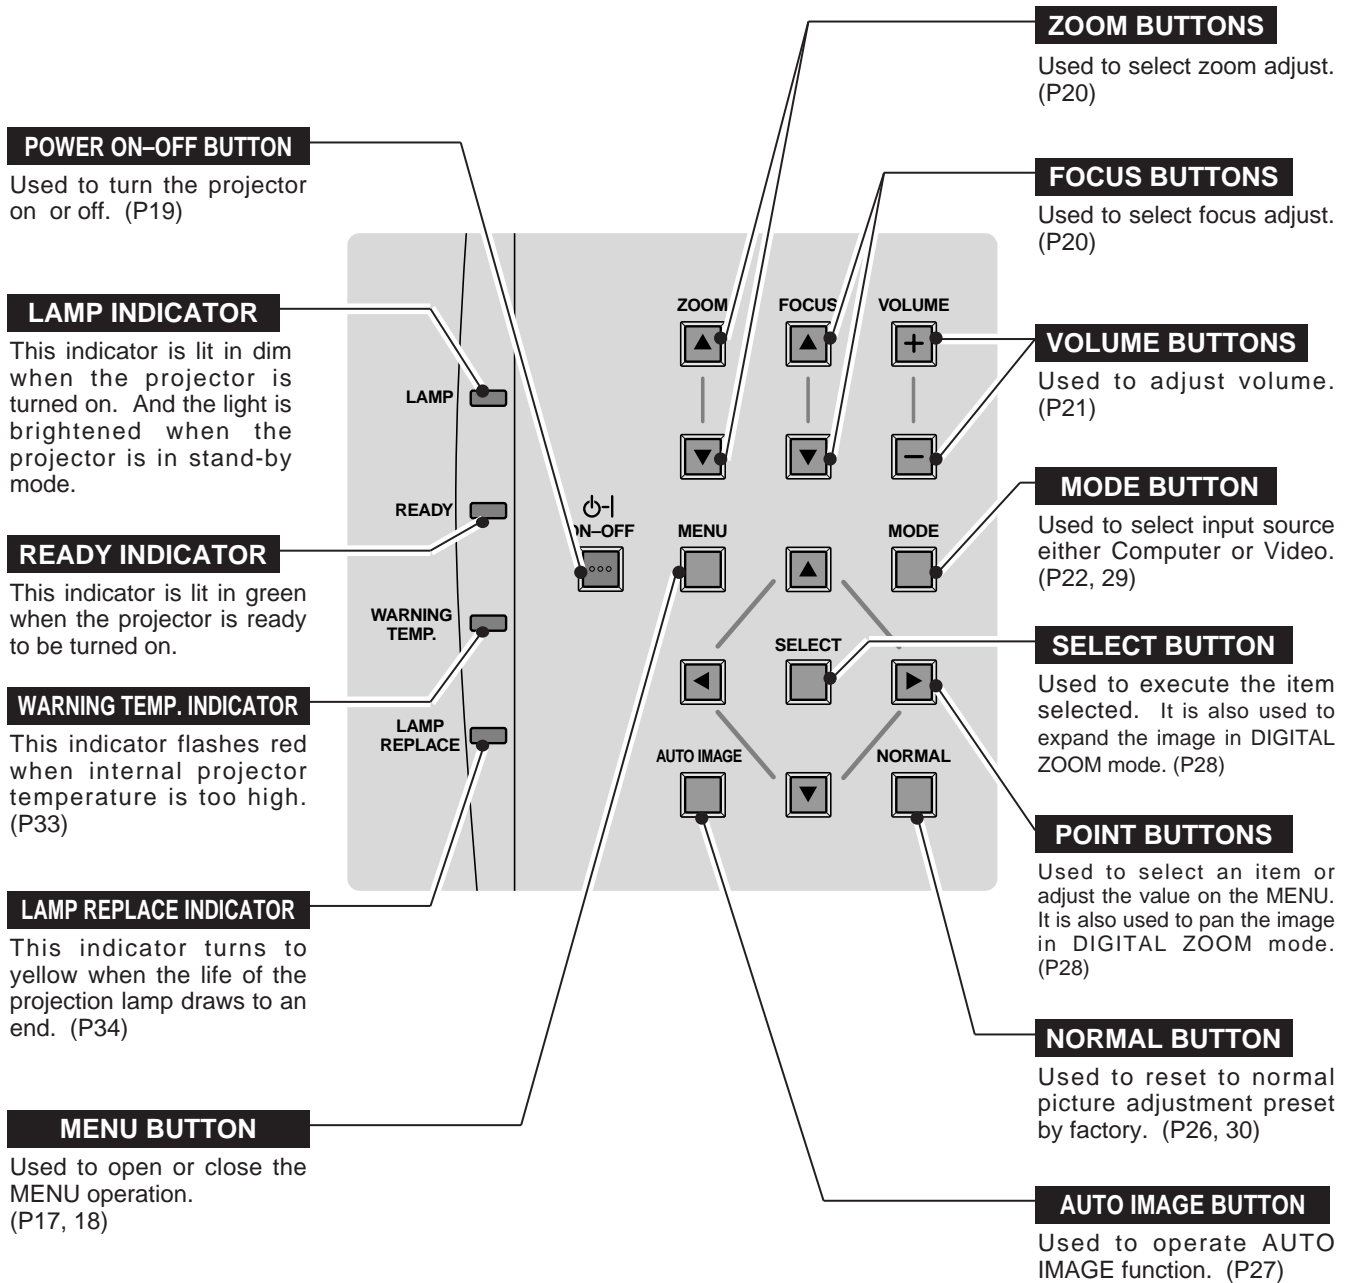 POWER ON–OFF BUTTON
Used to turn the projector
on or off. (P19)
LAMP INDICATOR
This indicator is lit in dim
when the projector is
turned on. And the light is
brightened when the
projector is in stand-by
mode.
READY INDICATOR
This indicator is lit in green
when the projector is ready
to be turned on.
WARNING TEMP. INDICATOR
This indicator flashes red
when internal projector
temperature is too high.
(P33)
LAMP REPLACE INDICATOR
This indicator turns to
yellow when the life of the
projection lamp draws to an
end. (P34)
MENU BUTTON
Used to open or close the
MENU operation.
(P17, 18)
ZOOM
FOCUS
VOLUME
LAMP
READY
ON–OFF
MENU
MODE
WARNING
TEMP.
SELECT
LAMP
REPLACE
AUTO IMAGE
NORMAL
ZOOM BUTTONS
Used to select zoom adjust.
(P20)
FOCUS BUTTONS
Used to select focus adjust.
(P20)
VOLUME BUTTONS
Used to adjust volume.
(P21)
MODE BUTTON
Used to select input source
either Computer or Video.
(P22, 29)
SELECT BUTTON
Used to execute the item
selected. It is also used to
expand the image in DIGITAL
ZOOM mode. (P28)
POINT BUTTONS
Used to select an item or
adjust the value on the MENU.
It is also used to pan the image
in DIGITAL ZOOM mode.
(P28)
NORMAL BUTTON
Used to reset to normal
picture adjustment preset
by factory. (P26, 30)
AUTO IMAGE BUTTON
Used to operate AUTO
IMAGE function. (P27)